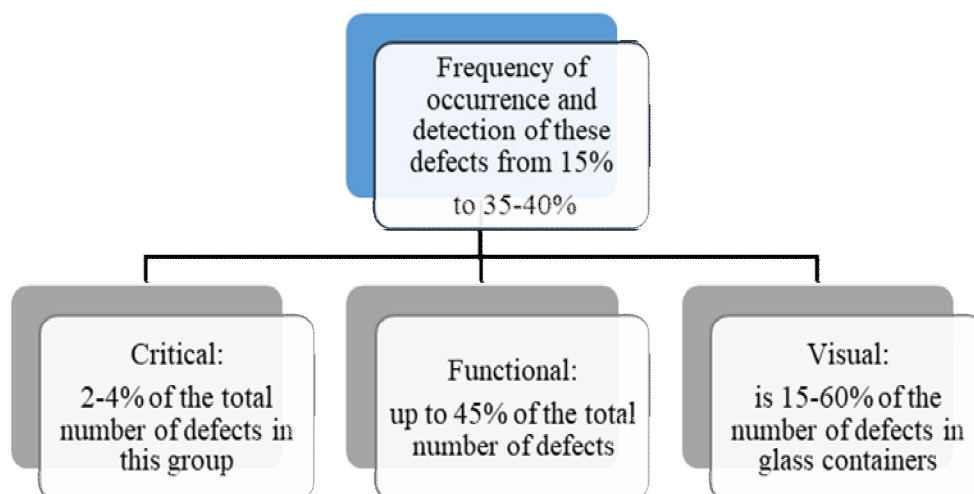 Frequency of
occurrence and
detection of these
defects from 15%
to 35-40%
Critical:
2-4% of the total
number of defects in
this group
Functional:
up to 45% of the total
number of defects
Visual:
is 15-60% of the
number of defects in
glass containers